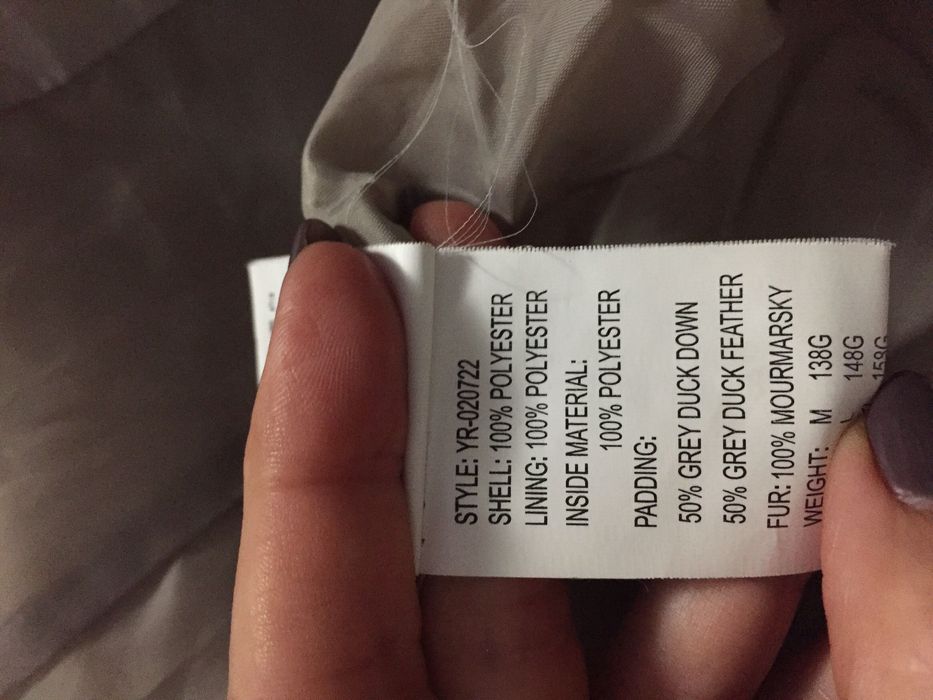 STYLE: YR-020722
SHELL: 100% POLYESTER
LINING: 100% POLYESTER
INSIDE MATERIAL:
100% POLYESTER
PADDING:
50% GREY DUCK DOWN
50% GREY DUCK FEATHER
FUR: 100% MOURMARSKY
WEIGHT: M 138G
148G
158G